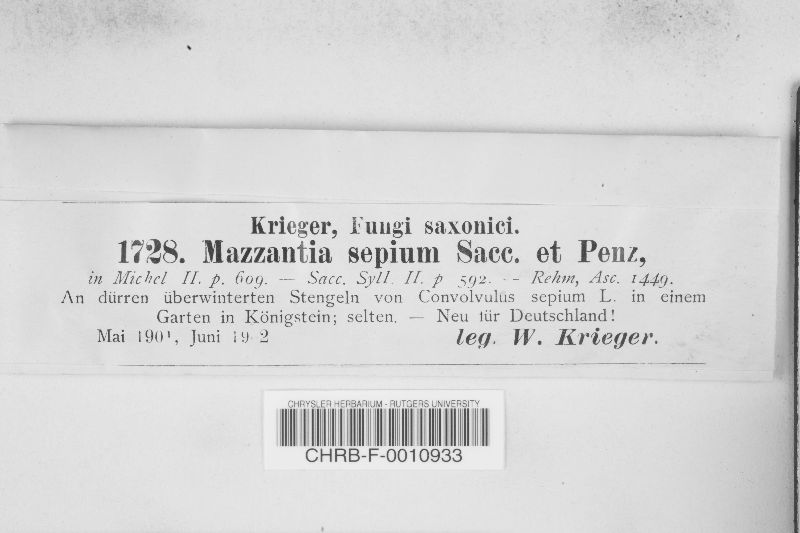 Krieger, Fungi saxonici.
1728. Mazzantia sepium Sacc. et Penz,
in Michel II. p. 609. — Sacc. Syll. II. p 592. — Rehm, Asc. 1449.
An dürren überwinterten Stengeln von Convolvulus sepium L. in einem
Garten in Königstein; selten. — Neu für Deutschland!
Mai 1901, Juni 19 2 leg. W. Krieger.
CHRYSLER HERBARIUM - RUTGERS UNIVERSITY
CHRB-F-0010933